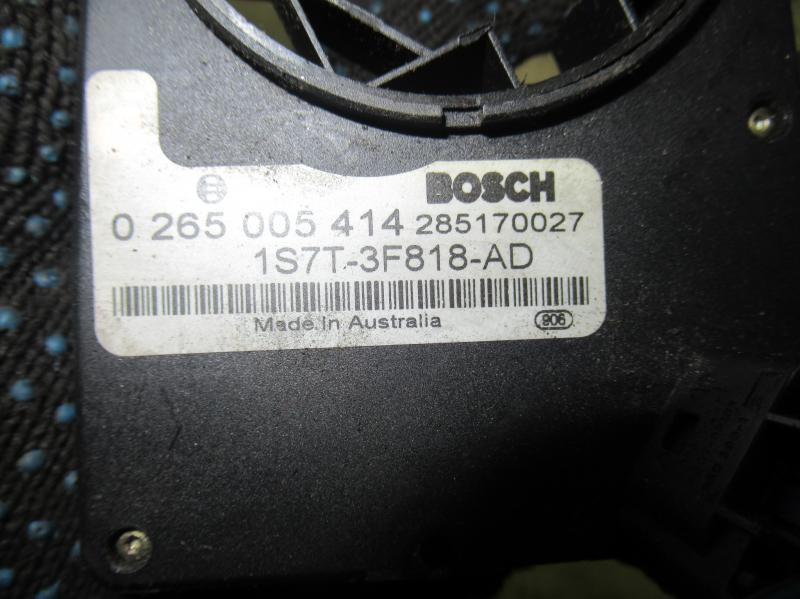 BOSCH
0 265 005 414 285170027
1S7T-3F818-AD
Made in Australia 906